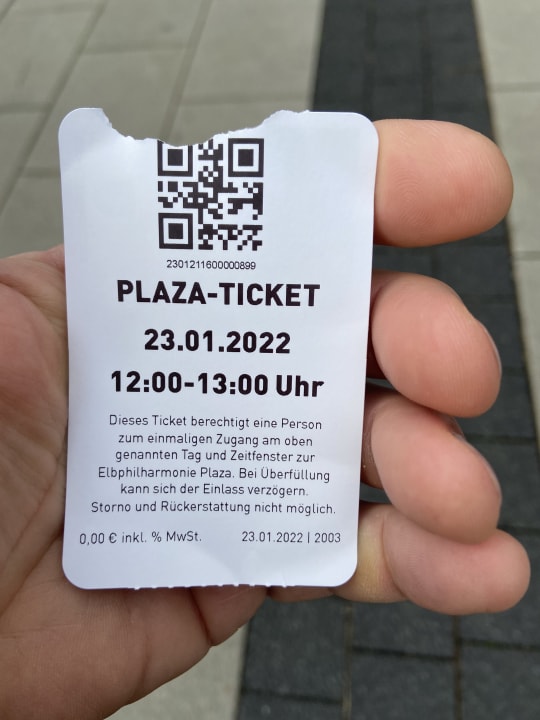 2301211600000899
PLAZA-TICKET
23.01.2022
12:00-13:00 Uhr
Dieses Ticket berechtigt eine Person
zum einmaligen Zugang am oben
genannten Tag und Zeitfenster zur
Elbphilharmonie Plaza. Bei Überfüllung
kann sich der Einlass verzögern.
Storno und Rückerstattung nicht möglich.
0,00 € inkl. % MwSt. 23.01.2022 | 2003